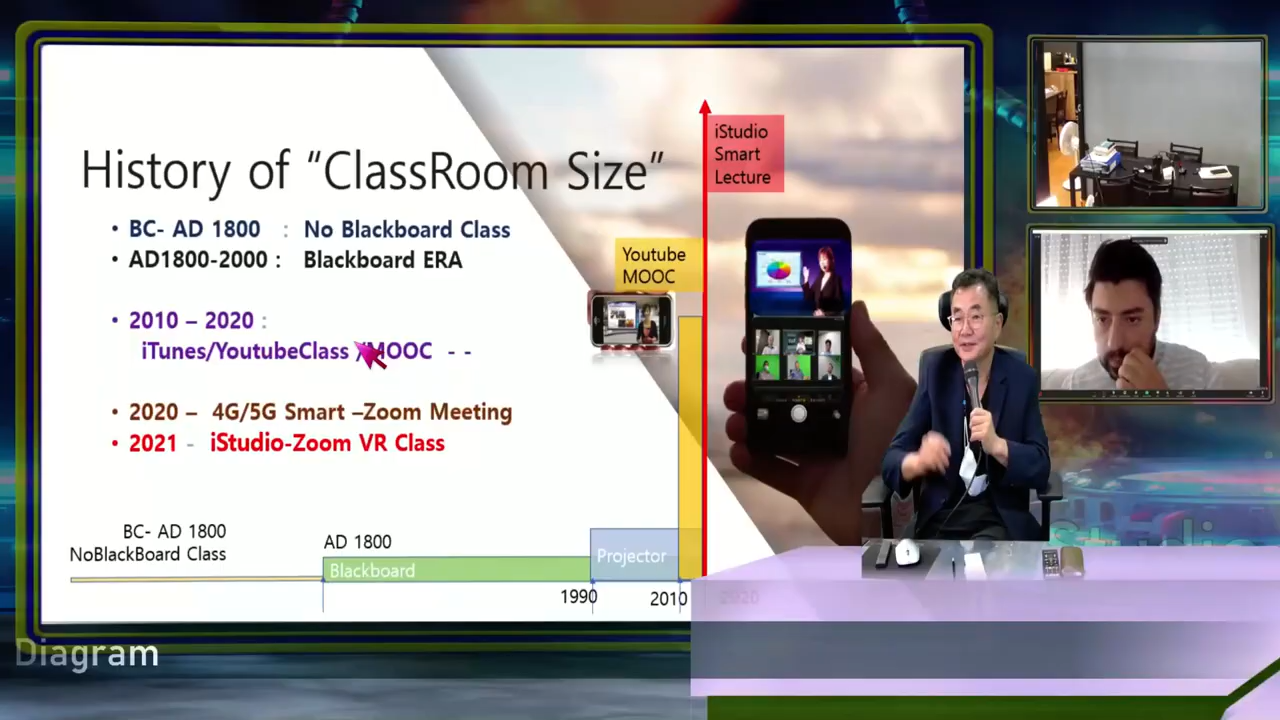 History of “ClassRoom Size”
• BC- AD 1800 : No Blackboard Class
• AD1800-2000 : Blackboard ERA
• 2010 – 2020 :
iTunes/YoutubeClass /MOOC - -
• 2020 – 4G/5G Smart –Zoom Meeting
• 2021 - iStudio-Zoom VR Class
iStudio
Smart
Lecture
Youtube
MOOC
BC- AD 1800
NoBlackBoard Class
AD 1800
Blackboard
Projector
1990
2010
2020
Diagram
Studio